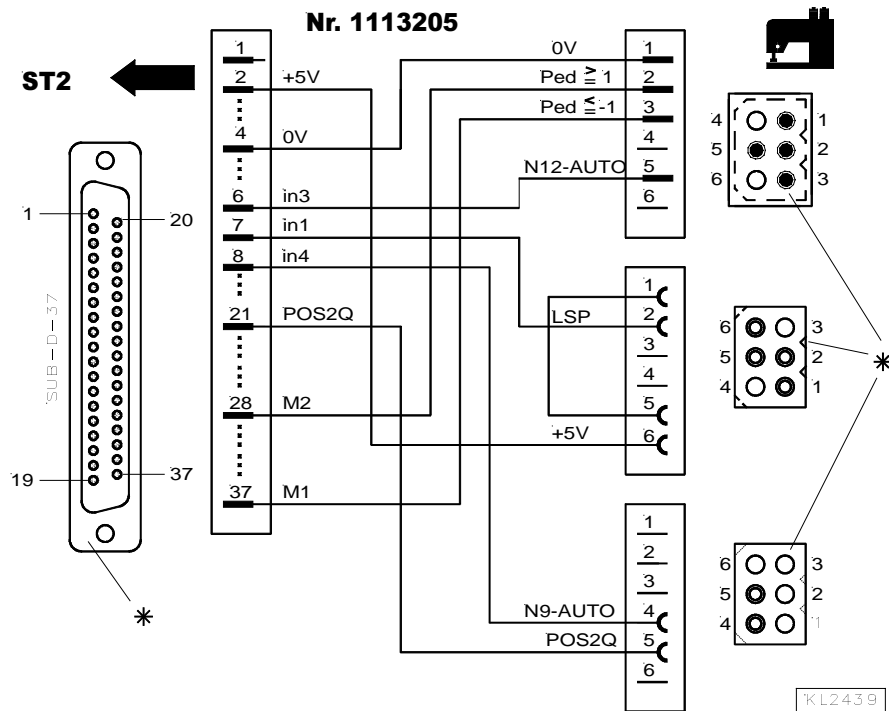 Nr. 1113205
ST2
1
2 +5V
4 0V
6 in3
7 in1
8 in4
21 POS2Q
28 M2
37 M1
1
20
SUB-D-37
19
37
0V 1
Ped ≧ 1 2
Ped ≦ -1 3
4
N12-AUTO 5
6
1
LSP 2
3
4
5
+5V 6
1
2
3
N9-AUTO 4
POS2Q 5
6
4 1
5 2
6 3
*
6 3
5 2
4 1
*
6 3
5 2
4 1
KL2439